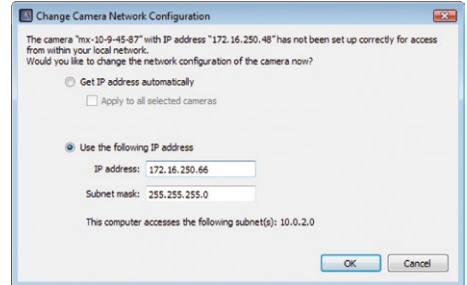 Change Camera Network Configuration
The camera "mx-10-9-45-87" with IP address "172.16.250.48" has not been set up correctly for access
from within your local network.
Would you like to change the network configuration of the camera now?
Get IP address automatically
Apply to all selected cameras
Use the following IP address
IP address: 172.16.250.66
Subnet mask: 255.255.255.0
This computer accesses the following subnet(s): 10.0.2.0
OK Cancel